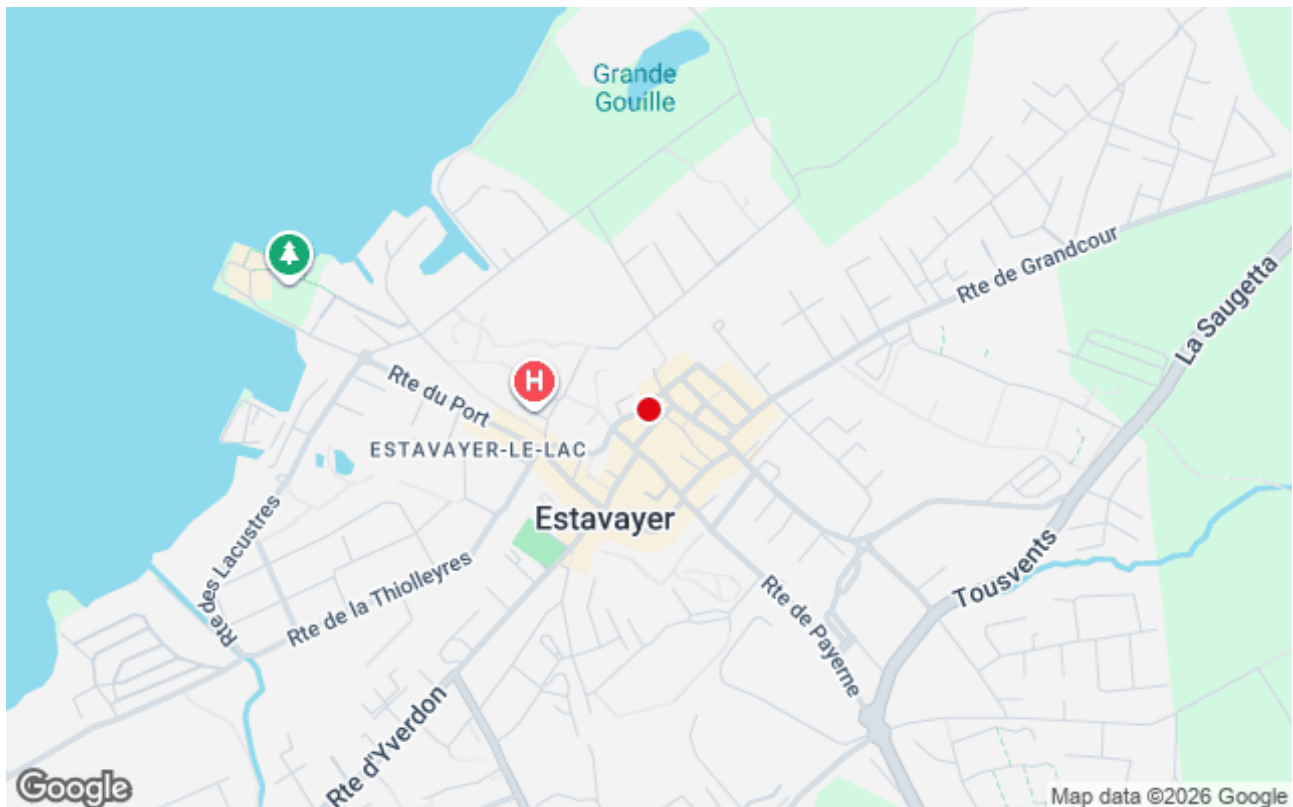 Grande
Gouille
Rte de Grandcour
La Saugetta
H
Rte du Port
ESTAVAYER-LE-LAC
Estavayer
Rte des Lacustres
Rte de la Thiolleyres
Tousvents
Rte de Payerne
Rte d'Yverdon
Google
Map data ©2026 Google